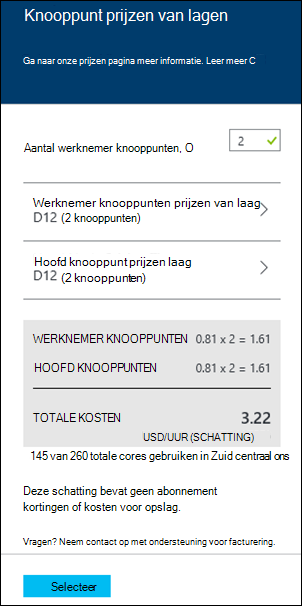 Knooppunt prijzen van lagen
Ga naar onze prijzen pagina meer informatie. Leer meer C
Aantal werknemer knooppunten, O
2
Werknemer knooppunten prijzen van laag
D12 (2 knooppunten)
Hoofd knooppunt prijzen laag
D12 (2 knooppunten)
WERKNEMER KNOOPPUNTEN 0.81 x 2 = 1.61
HOOFD KNOOPPUNTEN 0.81 x 2 = 1.61
TOTALE KOSTEN 3.22
USD/UUR (SCHATTING)
145 van 260 totale cores gebruiken in Zuid centraal ons
Deze schatting bevat geen abonnement
kortingen of kosten voor opslag.
Vragen? Neem contact op met ondersteuning voor facturering.
Selecteer